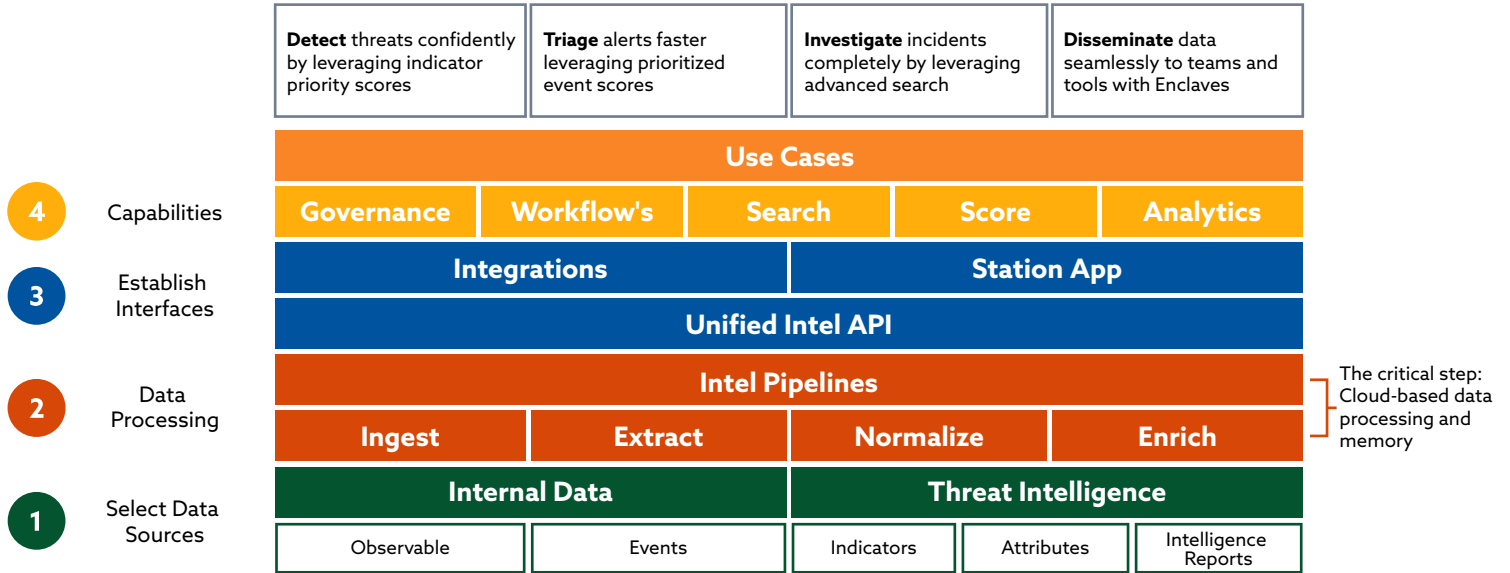 Detect threats confidently
by leveraging indicator
priority scores
Triage alerts faster
leveraging prioritized
event scores
Investigate incidents
completely by leveraging
advanced search
Disseminate data
seamlessly to teams and
tools with Enclaves
Use Cases
4
Capabilities
Governance
Workflow's
Search
Score
Analytics
3
Establish
Interfaces
Integrations
Station App
Unified Intel API
2
Data
Processing
Intel Pipelines
Ingest
Extract
Normalize
Enrich
The critical step:
Cloud-based data
processing and
memory
1
Select Data
Sources
Internal Data
Threat Intelligence
Observable
Events
Indicators
Attributes
Intelligence
Reports